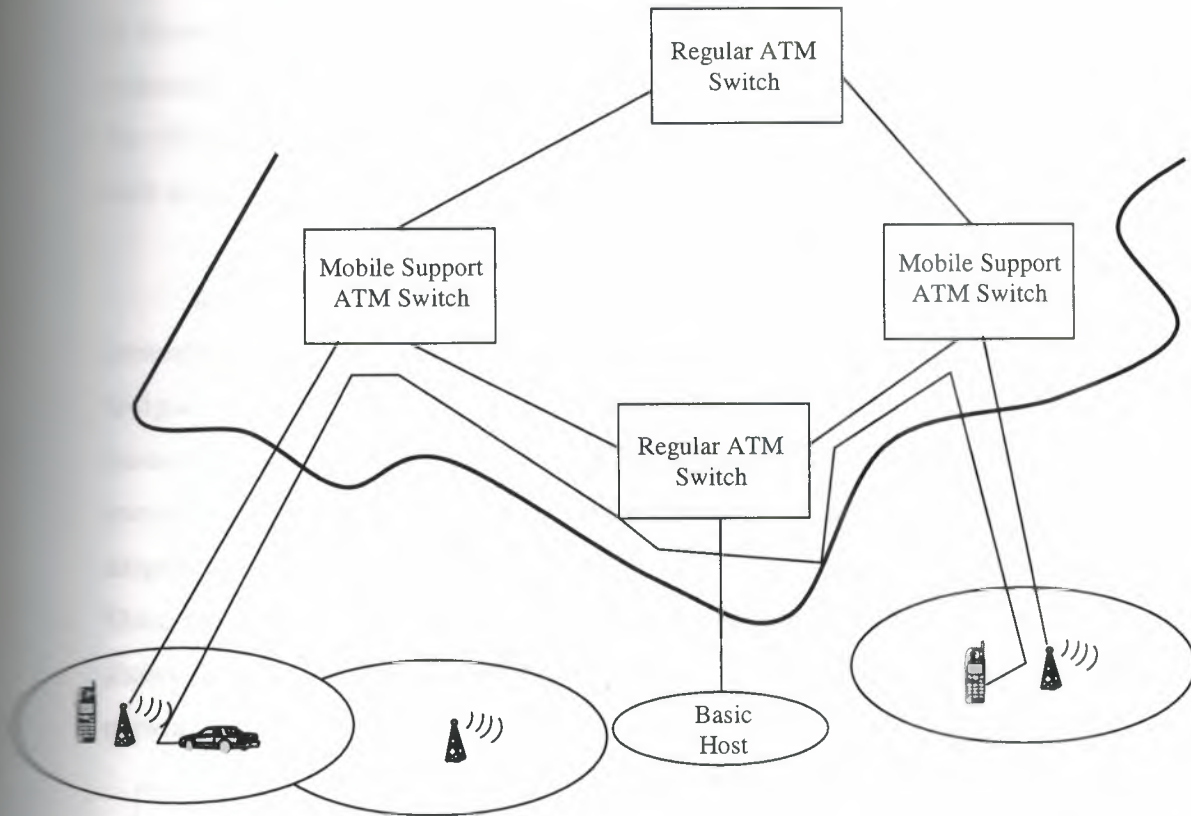 Regular ATM
Switch
Mobile Support
ATM Switch
Mobile Support
ATM Switch
Regular ATM
Switch
Basic
Host